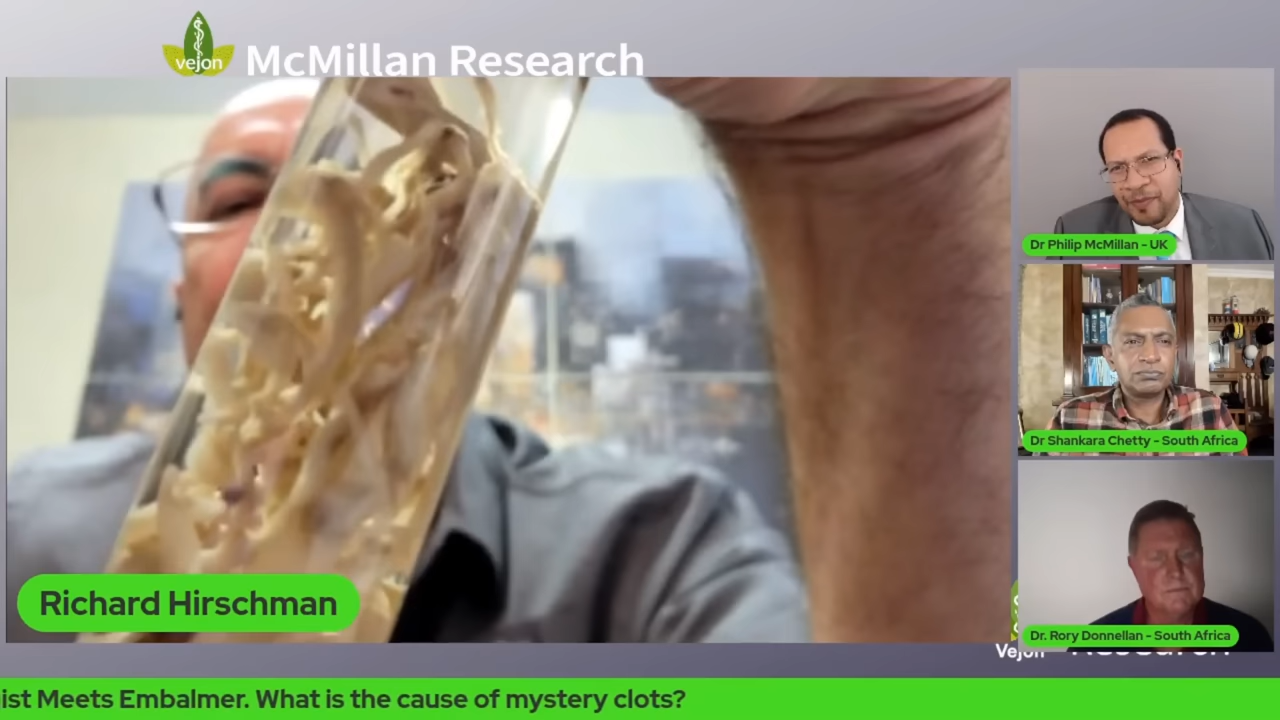 vejon
McMillan Research
Dr Philip McMillan - UK
Dr Shankara Chetty - South Africa
Richard Hirschman
Dr. Rory Donnellan - South Africa
Vejon
ist Meets Embalmer. What is the cause of mystery clots?